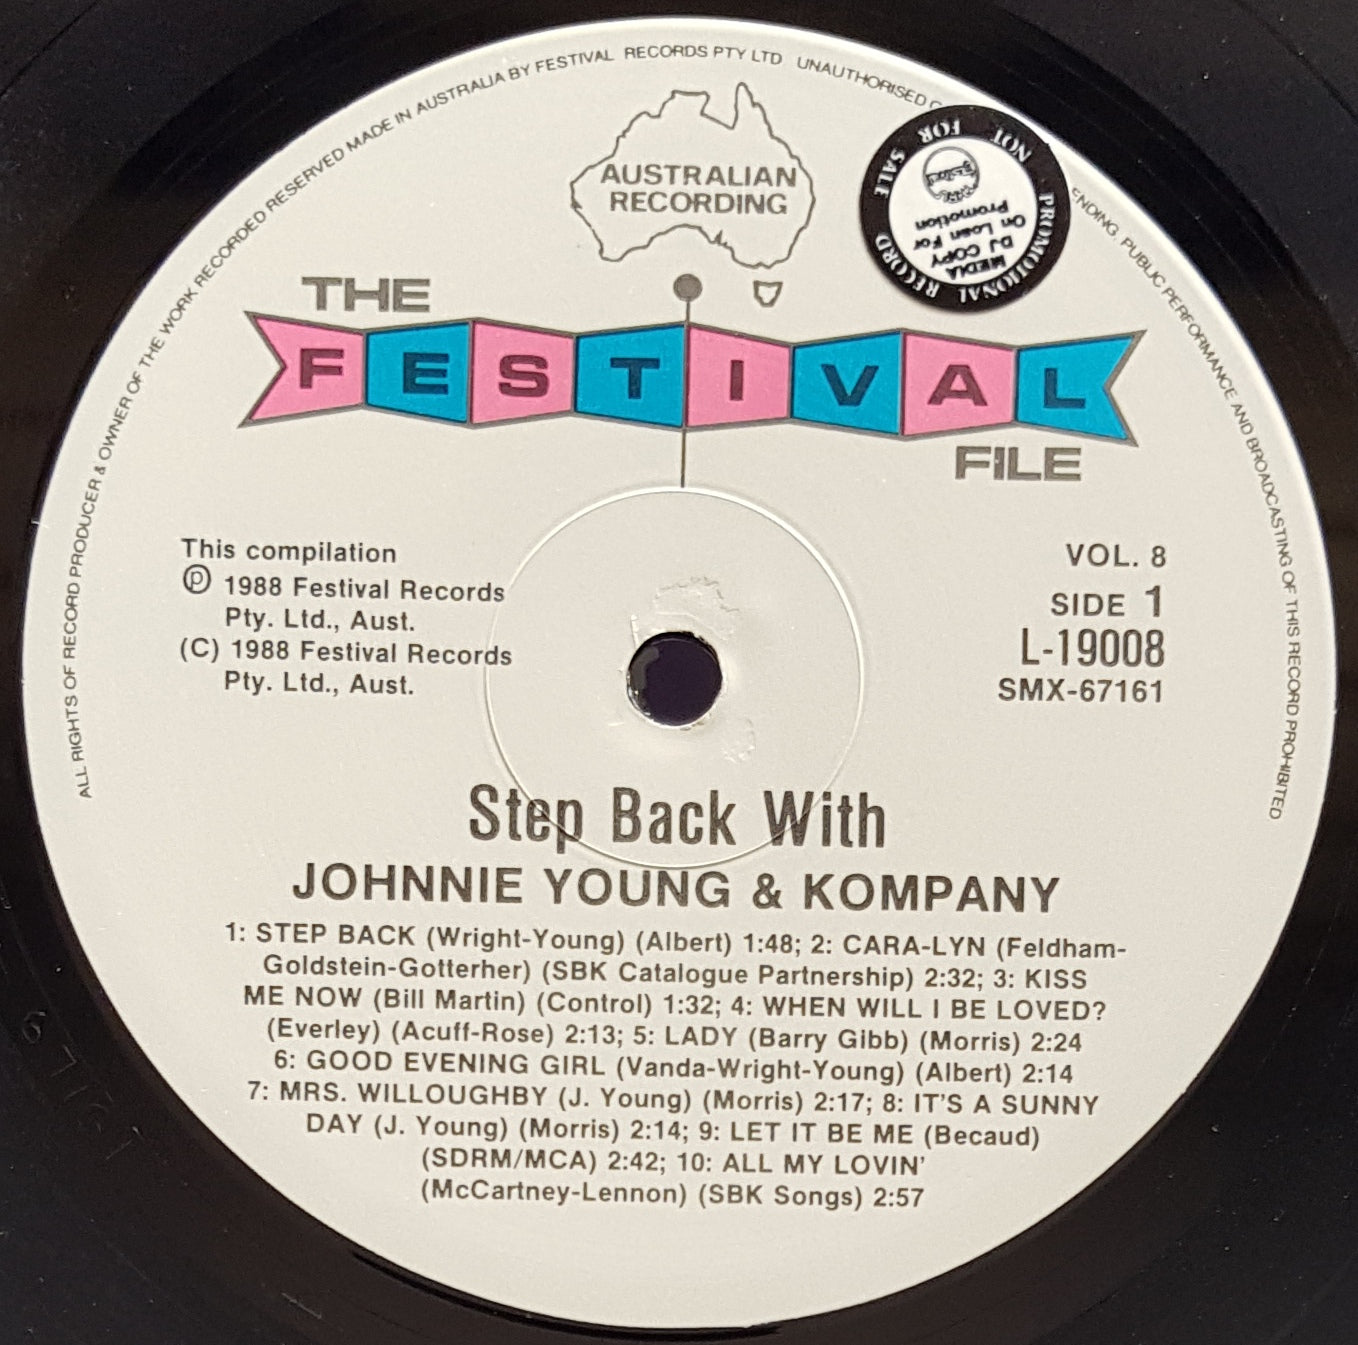 ALL RIGHTS OF RECORD PRODUCER & OWNER OF THE WORK RECORDED RESERVED MADE IN AUSTRALIA BY FESTIVAL RECORDS PTY LTD UNAUTHORISED
ENDING, PUBLIC PERFORMANCE AND BROADCASTING OF THIS RECORD PROHIBITED
AUSTRALIAN
RECORDING
NOT FOR SALE
PROMOTIONAL RECORD
MEDIA
DJ COPY
On Loan For
Promotion
THE
FESTIVAL
FILE
This compilation
℗ 1988 Festival Records
Pty. Ltd., Aust.
(C) 1988 Festival Records
Pty. Ltd., Aust.
VOL. 8
SIDE 1
L-19008
SMX-67161
Step Back With
JOHNNIE YOUNG & KOMPANY
1: STEP BACK (Wright-Young) (Albert) 1:48; 2: CARA-LYN (Feldham-
Goldstein-Gotterher) (SBK Catalogue Partnership) 2:32; 3: KISS
ME NOW (Bill Martin) (Control) 1:32; 4: WHEN WILL I BE LOVED?
(Everley) (Acuff-Rose) 2:13; 5: LADY (Barry Gibb) (Morris) 2:24
6: GOOD EVENING GIRL (Vanda-Wright-Young) (Albert) 2:14
7: MRS. WILLOUGHBY (J. Young) (Morris) 2:17; 8: IT'S A SUNNY
DAY (J. Young) (Morris) 2:14; 9: LET IT BE ME (Becaud)
(SDRM/MCA) 2:42; 10: ALL MY LOVIN'
(McCartney-Lennon) (SBK Songs) 2:57